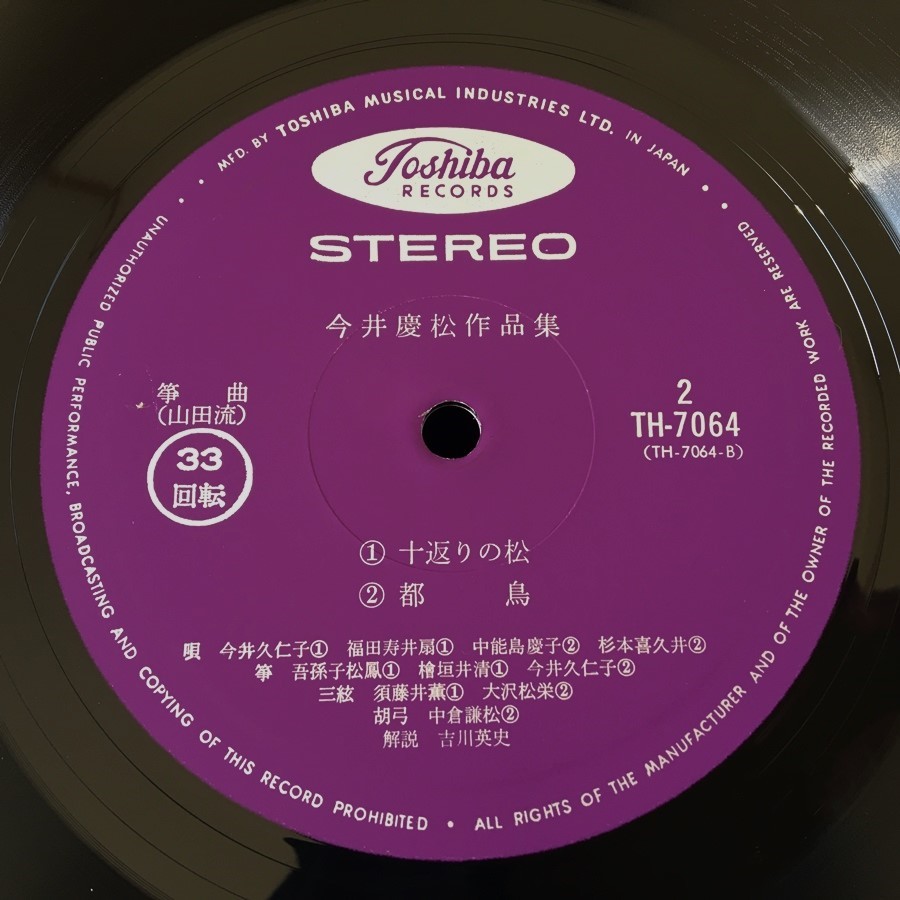 MFD. BY TOSHIBA MUSICAL INDUSTRIES LTD. IN JAPAN
Toshiba
RECORDS
STEREO
今井慶松作品集
箏 曲
(山田流)
33
回転
2
TH-7064
(TH-7064-B)
① 十返りの松
② 都 鳥
唄 今井久仁子① 福田寿井扇① 中能島慶子② 杉本喜久井②
箏 吾孫子松鳳① 檜垣井清① 今井久仁子②
三絃 須藤井薫① 大沢松栄②
胡弓 中倉謙松②
解説 吉川英史
UNAUTHORIZED PUBLIC PERFORMANCE, BROADCASTING AND COPYING OF THIS RECORD PROHIBITED • ALL RIGHTS OF THE MANUFACTURER AND OF THE OWNER OF THE RECORDED WORK ARE RESERVED